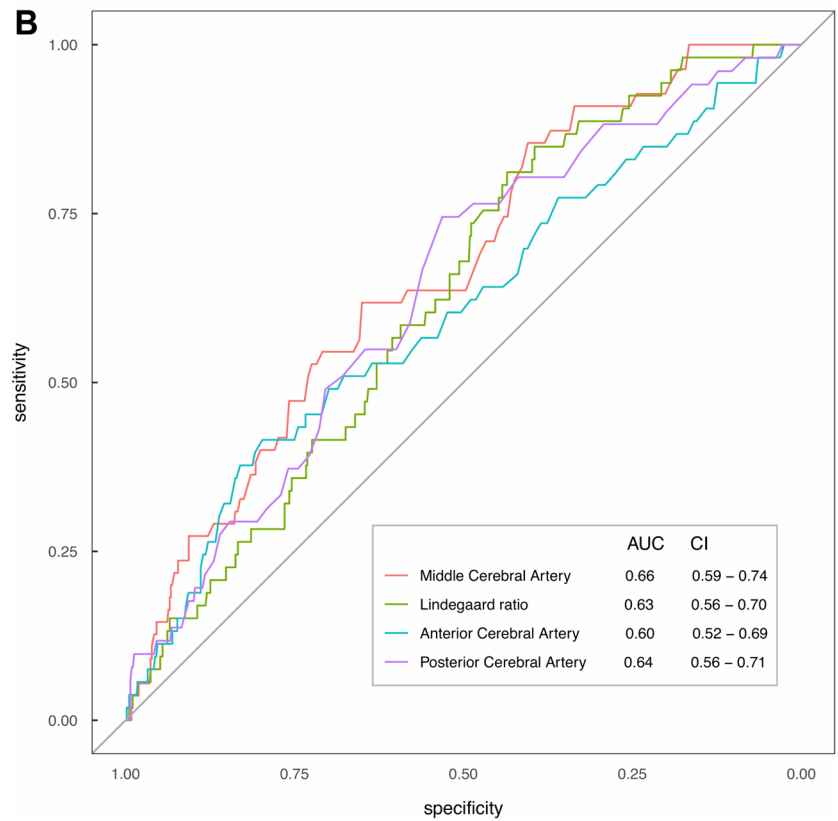 B
1.00
0.75
0.50
0.25
0.00
sensitivity
AUC CI
Middle Cerebral Artery 0.66 0.59 – 0.74
Lindegaard ratio 0.63 0.56 – 0.70
Anterior Cerebral Artery 0.60 0.52 – 0.69
Posterior Cerebral Artery 0.64 0.56 – 0.71
1.00 0.75 0.50 0.25 0.00
specificity